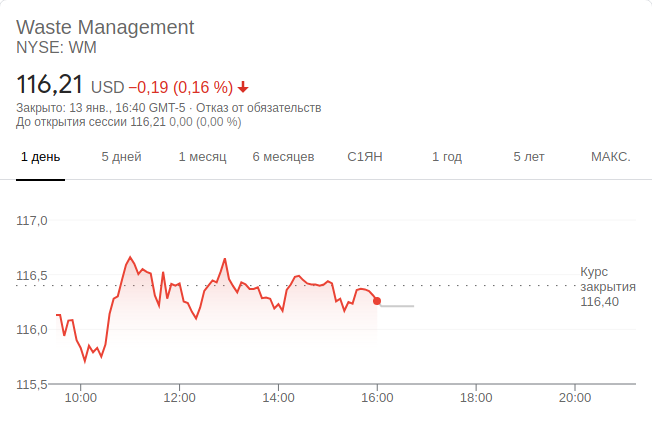 Waste Management
NYSE: WM
116,21 USD −0,19 (0,16 %)
Закрыто: 13 янв., 16:40 GMT-5 · Отказ от обязательств
До открытия сессии 116,21 0,00 (0,00 %)
1 день 5 дней 1 месяц 6 месяцев С1ЯН 1 год 5 лет МАКС.
117,0
116,5
Курс
закрытия
116,40
116,0
115,5
10:00 12:00 14:00 16:00 18:00 20:00